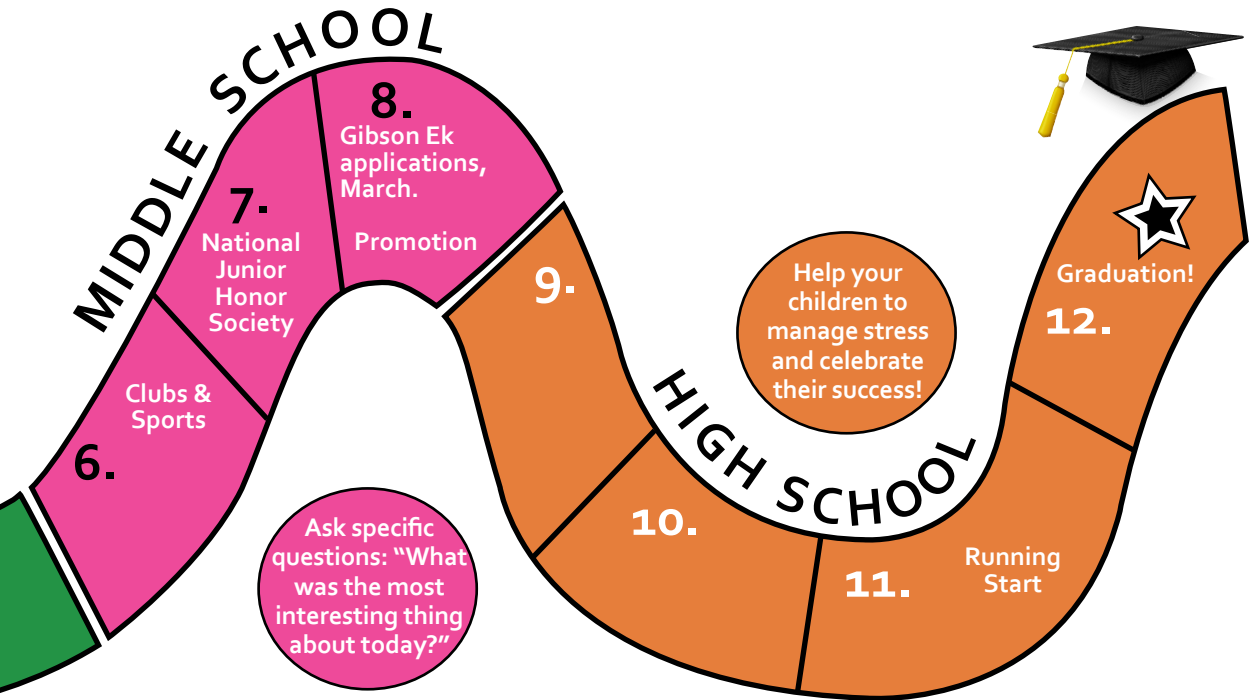 MIDDLE SCHOOL
6.
Clubs &
Sports
7.
National
Junior
Honor
Society
8.
Gibson Ek
applications,
March.
Promotion
Ask specific
questions: “What
was the most
interesting thing
about today?”
HIGH SCHOOL
9.
10.
11.
Running
Start
12.
Graduation!
Help your
children to
manage stress
and celebrate
their success!